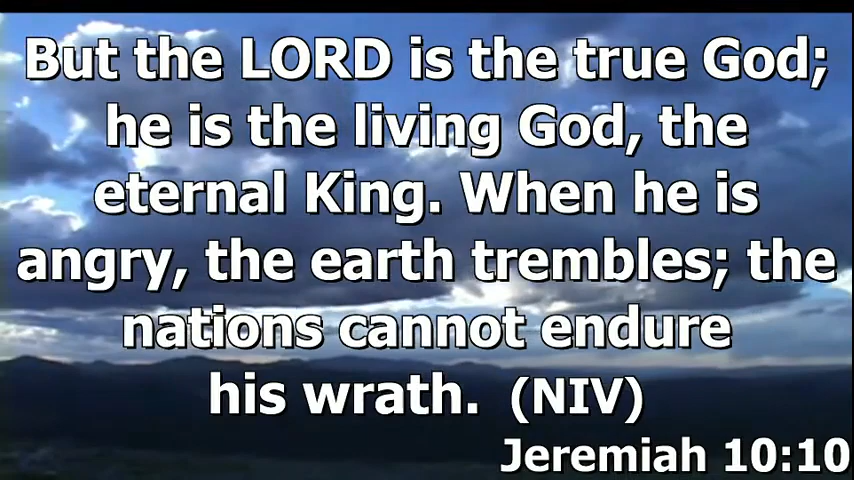 But the LORD is the true God;
he is the living God, the
eternal King. When he is
angry, the earth trembles; the
nations cannot endure
his wrath. (NIV)
Jeremiah 10:10